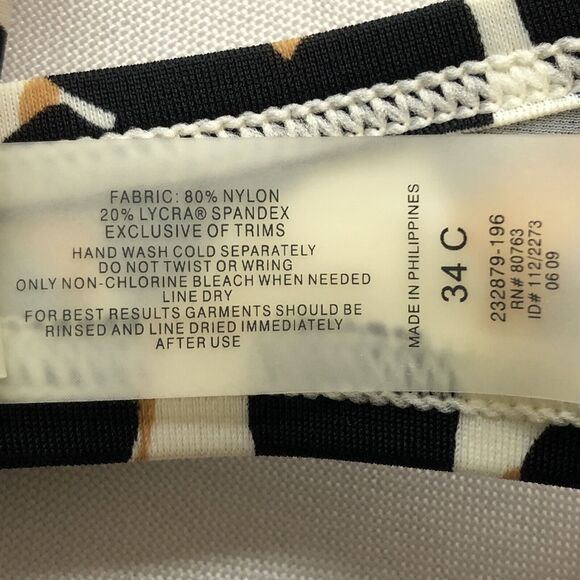 FABRIC: 80% NYLON
20% LYCRA® SPANDEX
EXCLUSIVE OF TRIMS
HAND WASH COLD SEPARATELY
DO NOT TWIST OR WRING
ONLY NON-CHLORINE BLEACH WHEN NEEDED
LINE DRY
FOR BEST RESULTS GARMENTS SHOULD BE
RINSED AND LINE DRIED IMMEDIATELY
AFTER USE
MADE IN PHILIPPINES
34 C
232879-196
RN# 80763
ID# 112/2273
06 09